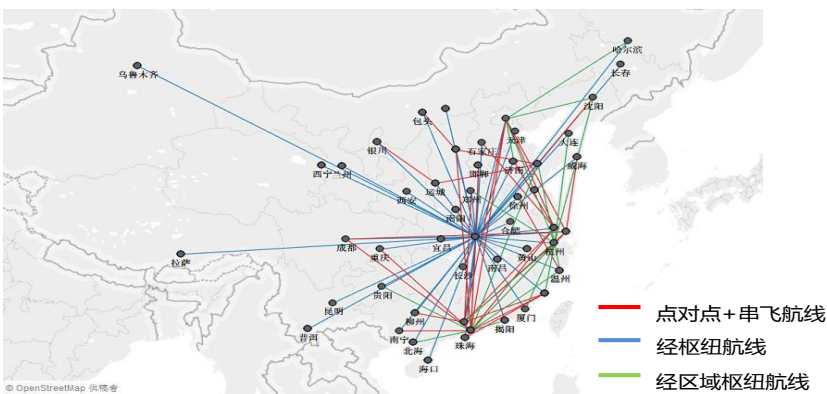 哈尔滨
长春
乌鲁木齐
沈阳
包头
天津
大连
银川
石家庄
济南
威海
邯郸
西宁
兰州
运城
西安
郑州
徐州
南阳
合肥
成都
宜昌
杭州
重庆
黄山
拉萨
南昌
长沙
温州
贵阳
昆明
柳州
厦门
揭阳
普洱
南宁
珠海
北海
海口
点对点+串飞航线
经枢纽航线
经区域枢纽航线
© OpenStreetMap 供稿者